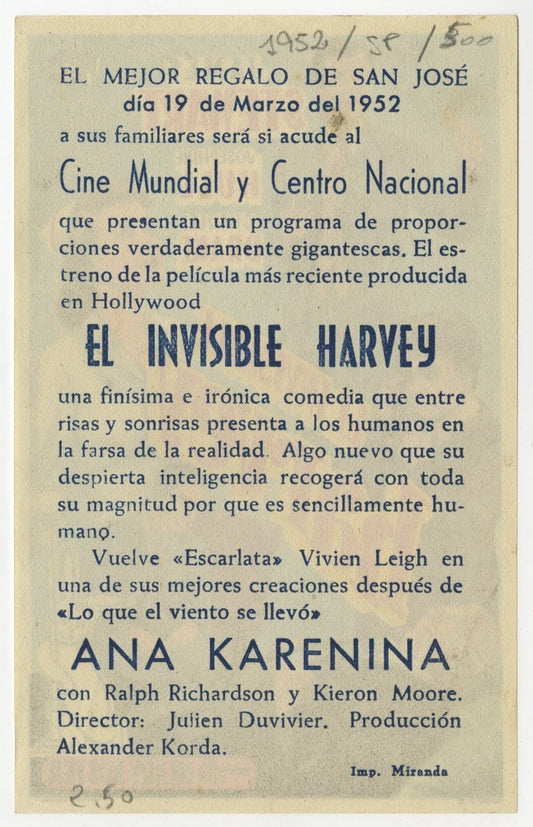 1952 / SP / 500
EL MEJOR REGALO DE SAN JOSÉ
día 19 de Marzo del 1952
a sus familiares será si acude al
Cine Mundial y Centro Nacional
que presentan un programa de propor-
ciones verdaderamente gigantescas. El es-
treno de la película más reciente producida
en Hollywood
EL INVISIBLE HARVEY
una finísima e irónica comedia que entre
risas y sonrisas presenta a los humanos en
la farsa de la realidad. Algo nuevo que su
despierta inteligencia recogerá con toda
su magnitud por que es sencillamente hu-
mano.
Vuelve «Escarlata» Vivien Leigh en
una de sus mejores creaciones después de
«Lo que el viento se llevó»
ANA KARENINA
con Ralph Richardson y Kieron Moore.
Director: Julien Duvivier. Producción
Alexander Korda.
Imp. Miranda
2.50